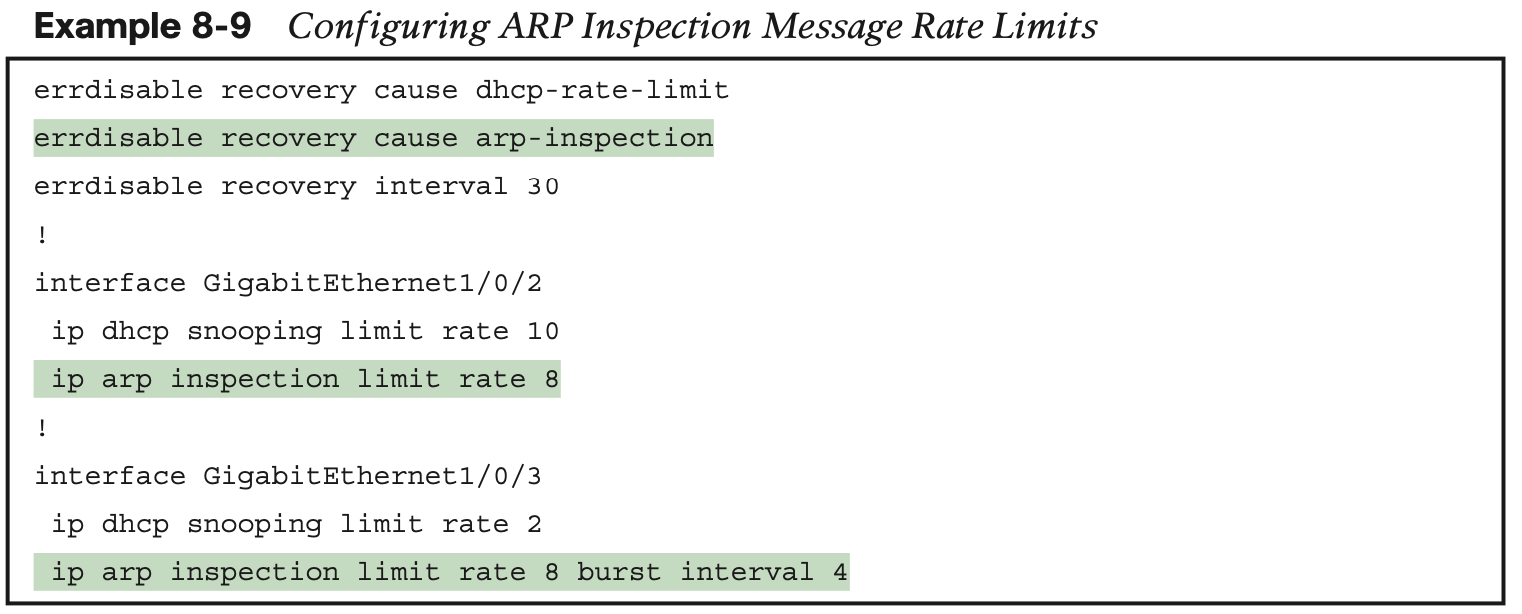 Example 8-9 Configuring ARP Inspection Message Rate Limits
errdisable recovery cause dhcp-rate-limit
errdisable recovery cause arp-inspection
errdisable recovery interval 30
!
interface GigabitEthernet1/0/2
 ip dhcp snooping limit rate 10
 ip arp inspection limit rate 8
!
interface GigabitEthernet1/0/3
 ip dhcp snooping limit rate 2
 ip arp inspection limit rate 8 burst interval 4